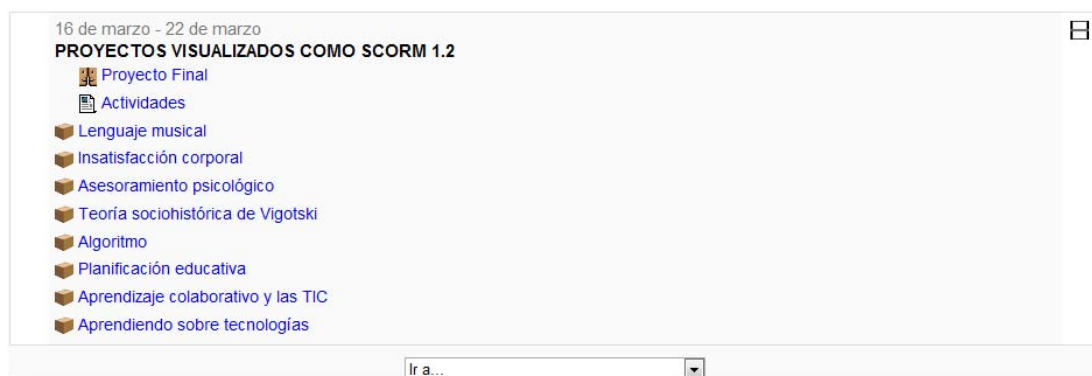 16 de marzo - 22 de marzo
PROYECTOS VISUALIZADOS COMO SCORM 1.2
Proyecto Final
Actividades
Lenguaje musical
Insatisfacción corporal
Asesoramiento psicológico
Teoría sociohistórica de Vigotski
Algoritmo
Planificación educativa
Aprendizaje colaborativo y las TIC
Aprendiendo sobre tecnologías
Ir a...